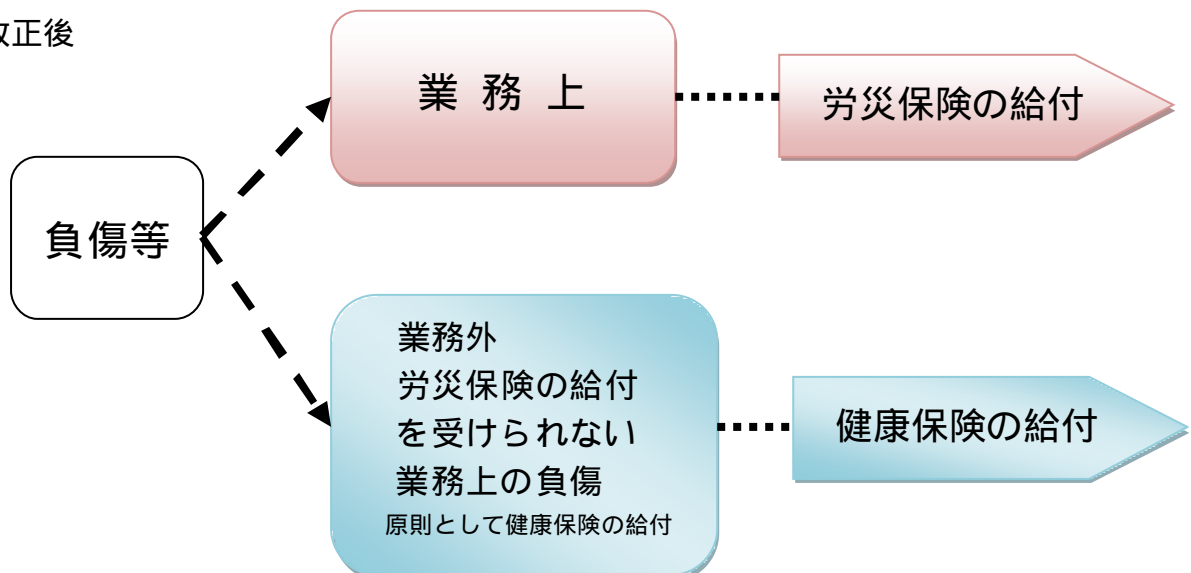 改正後
業務上
労災保険の給付
負傷等
業務外
労災保険の給付
を受けられない
業務上の負傷
原則として健康保険の給付
健康保険の給付